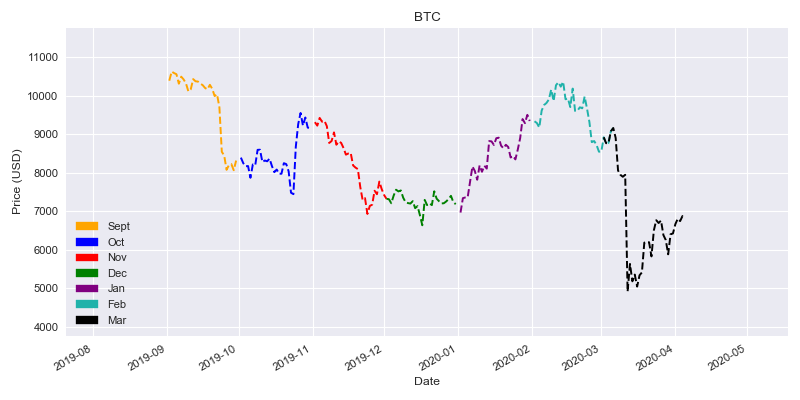 BTC
11000
10000
9000
8000
7000
6000
5000
4000
Price (USD)
Sept
Oct
Nov
Dec
Jan
Feb
Mar
2019-08
2019-09
2019-10
2019-11
2019-12
2020-01
2020-02
2020-03
2020-04
2020-05
Date